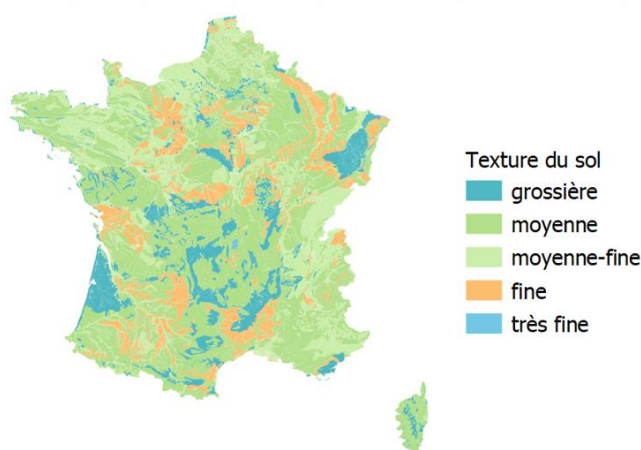 Texture du sol
grossière
moyenne
moyenne-fine
fine
très fine